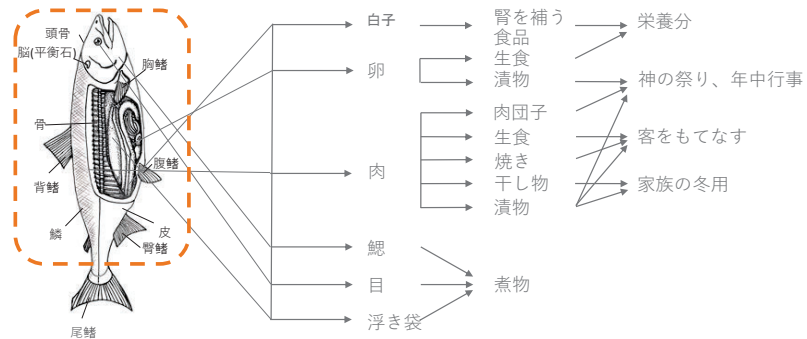 頭骨
脳(平衡石)
胸鰭
骨
腹鰭
背鰭
鱗
皮
臀鰭
尾鰭
白子
卵
肉
鰓
目
浮き袋
腎を補う
食品
生食
漬物
肉団子
生食
焼き
干し物
漬物
煮物
栄養分
神の祭り、年中行事
客をもてなす
家族の冬用